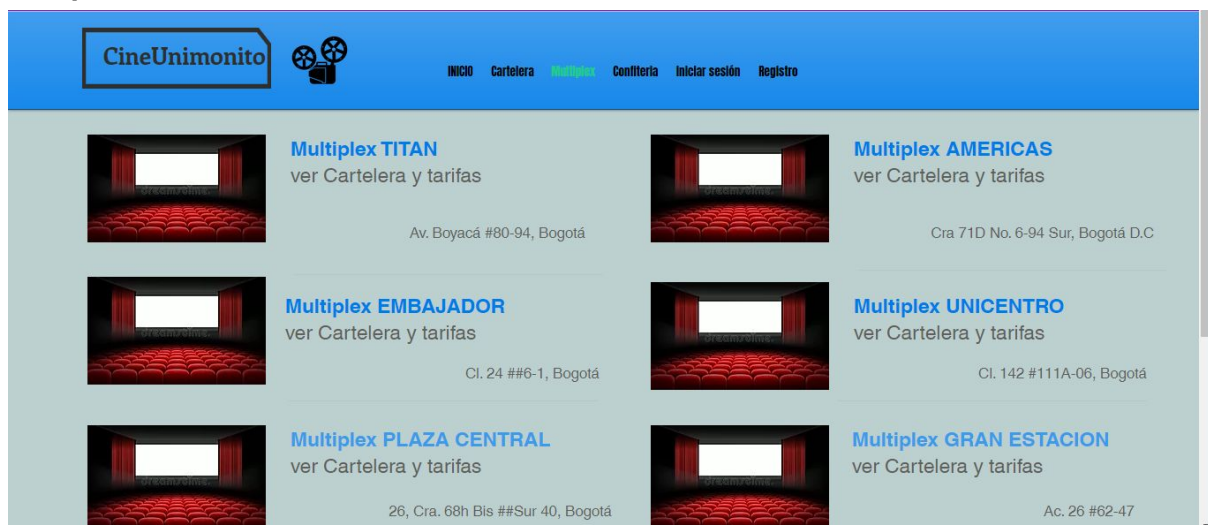 CineUnimonito
INICIO Cartelera Multiplex Confiteria Iniciar sesión Registro
Multiplex TITAN
ver Cartelera y tarifas
Av. Boyacá #80-94, Bogotá
Multiplex AMERICAS
ver Cartelera y tarifas
Cra 71D No. 6-94 Sur, Bogotá D.C
Multiplex EMBAJADOR
ver Cartelera y tarifas
Cl. 24 ##6-1, Bogotá
Multiplex UNICENTRO
ver Cartelera y tarifas
Cl. 142 #111A-06, Bogotá
Multiplex PLAZA CENTRAL
ver Cartelera y tarifas
26, Cra. 68h Bis ##Sur 40, Bogotá
Multiplex GRAN ESTACION
ver Cartelera y tarifas
Ac. 26 #62-47